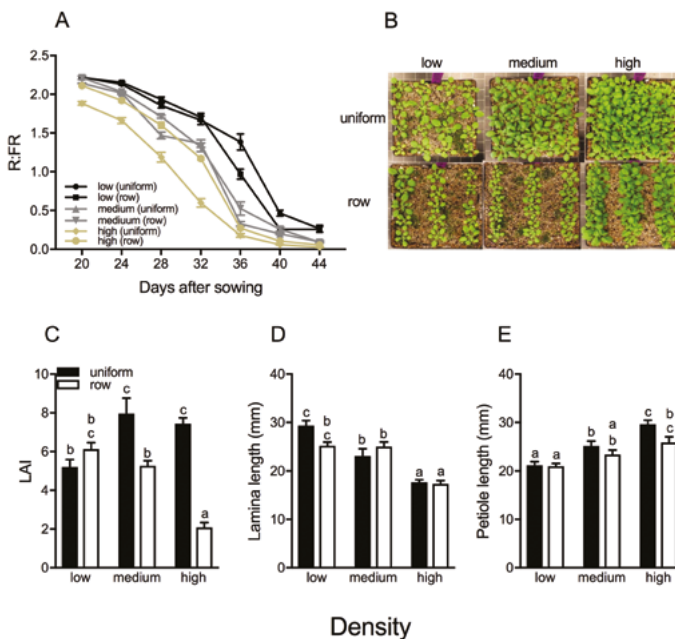 A
R:FR
2.5
2.0
1.5
1.0
0.5
0.0
low (uniform)
low (row)
medium (uniform)
mediuum (row)
high (uniform)
high (row)
20 24 28 32 36 40 44
Days after sowing
B
low medium high
uniform
row
C
LAI
10
8
6
4
2
0
uniform
row
b b c c b c a
low medium high
D
Lamina length (mm)
40
30
20
10
0
c b c b b a a
low medium high
E
Petiole length (mm)
40
30
20
10
0
a a b a b c b c
low medium high
Density